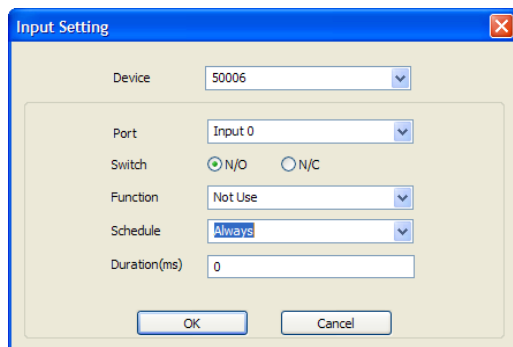 Input Setting
Device 50006
Port Input 0
Switch N/O N/C
Function Not Use
Schedule Always
Duration(ms) 0
OK Cancel